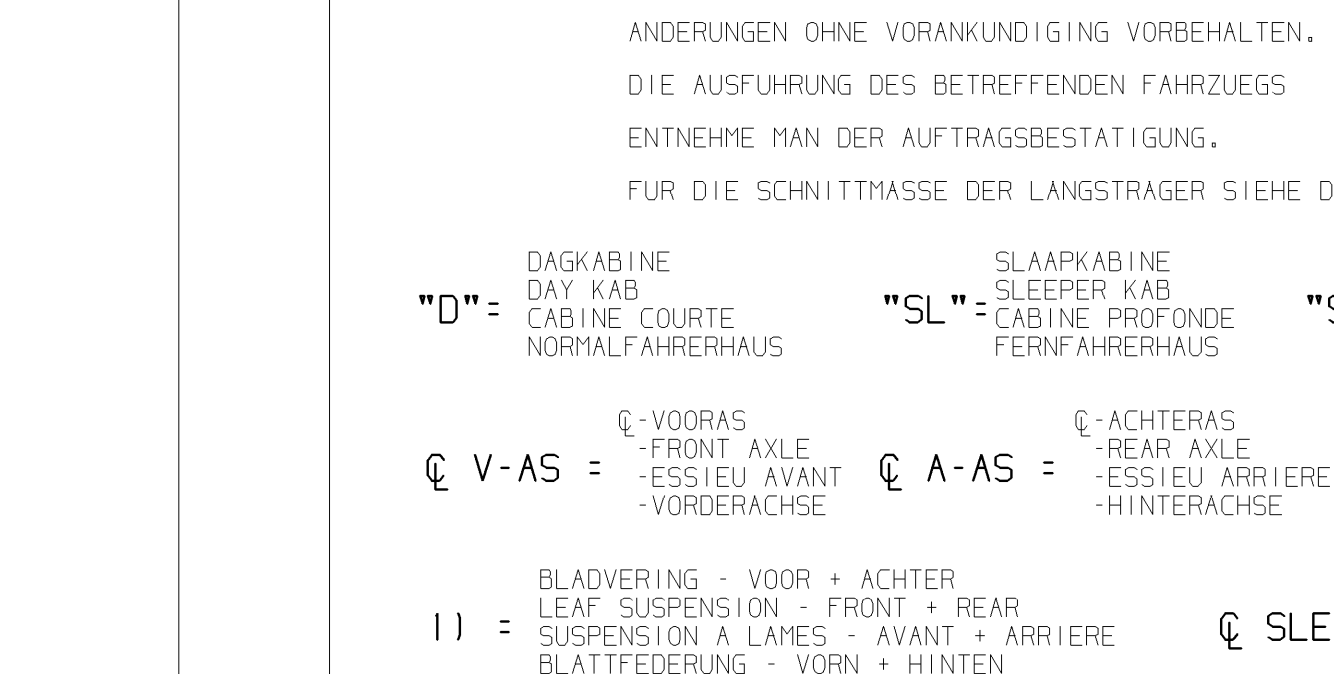 ANDERUNGEN OHNE VORANKUNDIGING VORBEHALTEN.
DIE AUSFUHRUNG DES BETREFFENDEN FAHRZUEGS
ENTNEHME MAN DER AUFTRAGSBESTATIGUNG.
FUR DIE SCHNITTMASSE DER LANGSTRAGER SIEHE D
"D"=
DAGKABINE
DAY KAB
CABINE COURTE
NORMALFAHRERHAUS
"SL"=
SLAAPKABINE
SLEEPER KAB
CABINE PROFONDE
FERNFAHRERHAUS
"S
℄ V-AS =
℄-VOORAS
-FRONT AXLE
-ESSIEU AVANT
-VORDERACHSE
℄ A-AS =
℄-ACHTERAS
-REAR AXLE
-ESSIEU ARRIERE
-HINTERACHSE
1) =
BLADVERING - VOOR + ACHTER
LEAF SUSPENSION - FRONT + REAR
SUSPENSION A LAMES - AVANT + ARRIERE
BLATTFEDERUNG - VORN + HINTEN
℄ SLE